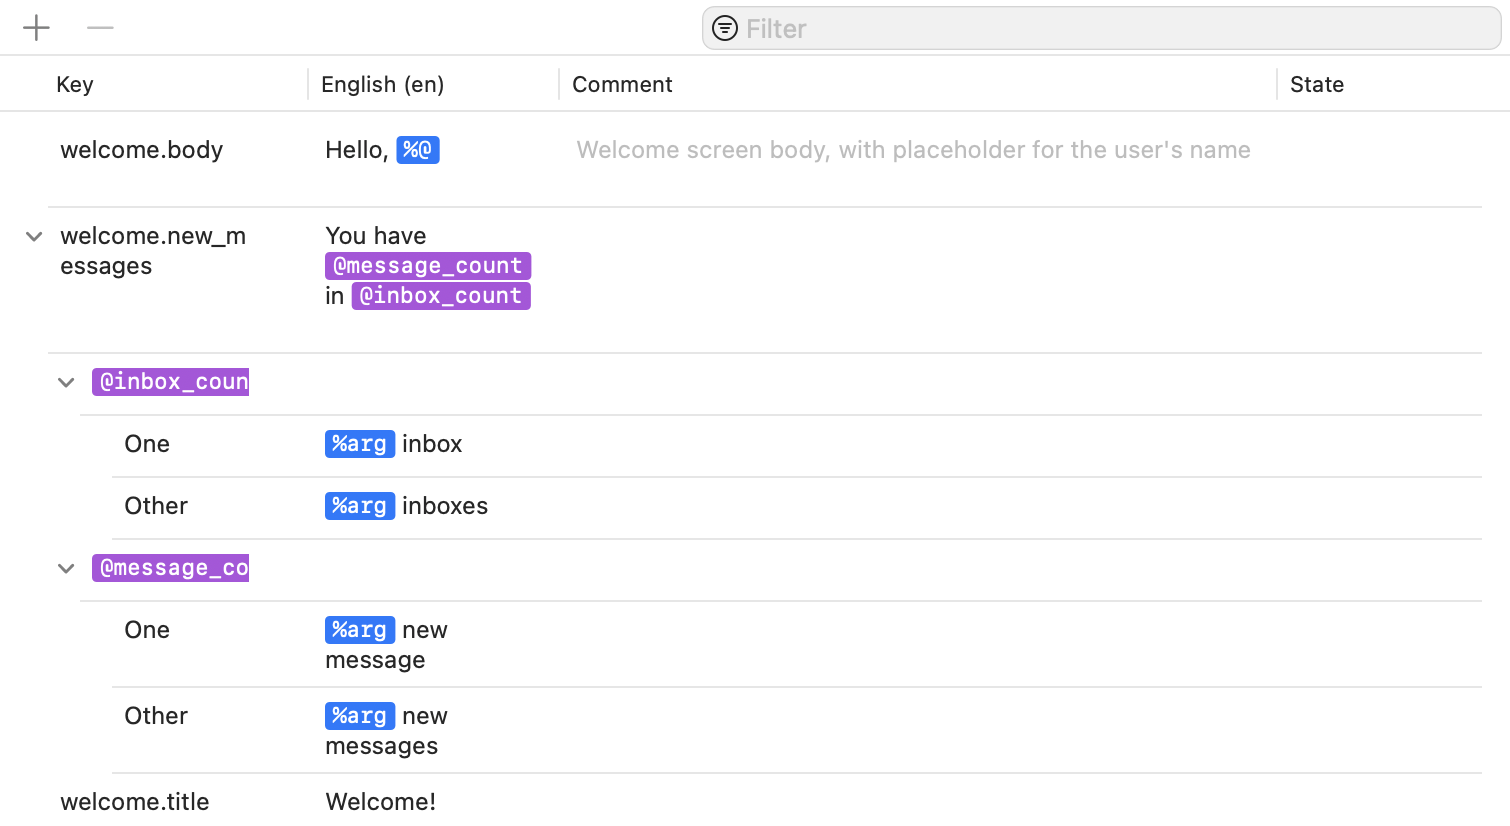 Filter
Key English (en) Comment State
welcome.body Hello, %@ Welcome screen body, with placeholder for the user's name
welcome.new_m
essages
You have
@message_count
in @inbox_count
@inbox_coun
One %arg inbox
Other %arg inboxes
@message_co
One %arg new
message
Other %arg new
messages
welcome.title Welcome!